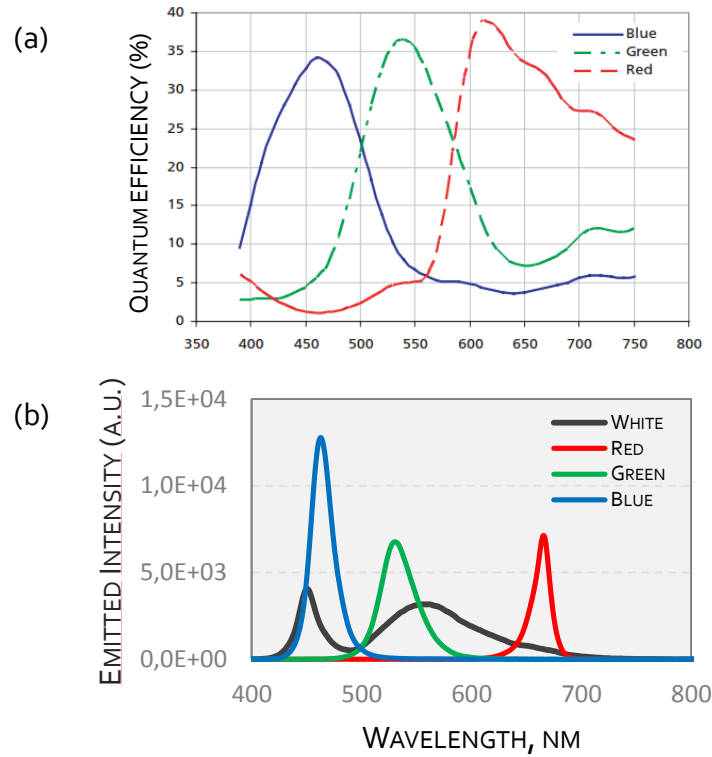 (a)
QUANTUM EFFICIENCY (%)
40
35
30
25
20
15
10
5
0
Blue
Green
Red
350 400 450 500 550 600 650 700 750 800
(b)
EMITTED INTENSITY (A.U.)
1,5E+04
1,0E+04
5,0E+03
0,0E+00
WHITE
RED
GREEN
BLUE
400 500 600 700 800
WAVELENGTH, NM